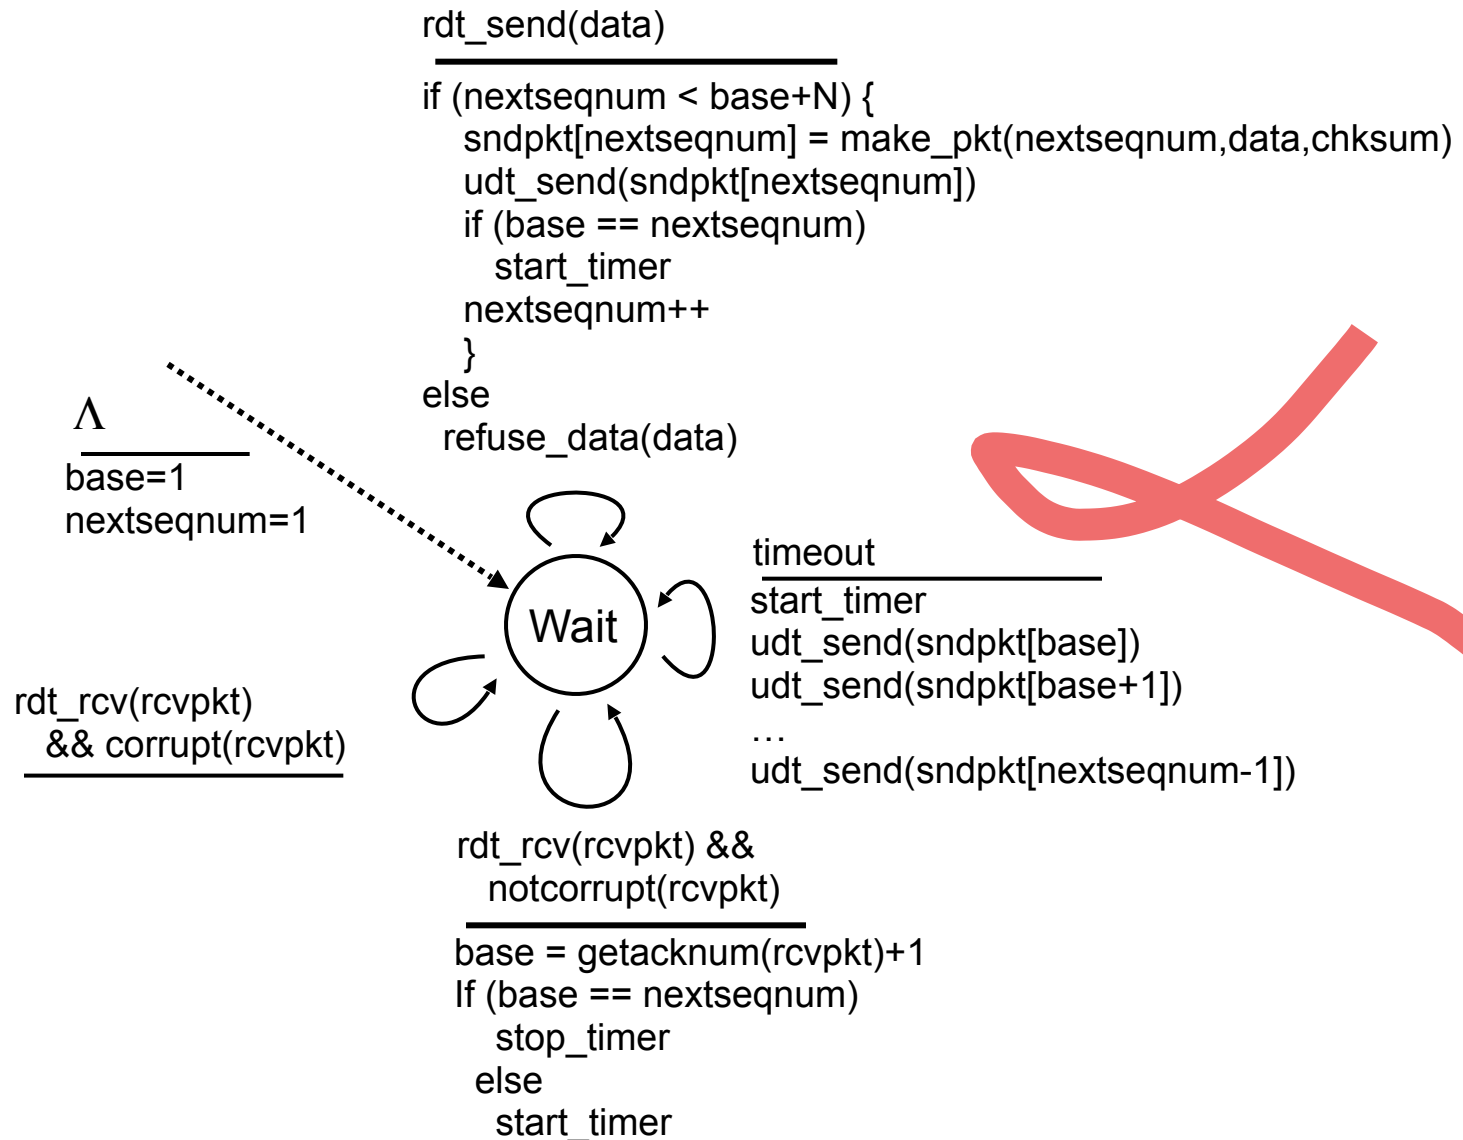 rdt_send(data)
if (nextseqnum < base+N) {
sndpkt[nextseqnum] = make_pkt(nextseqnum,data,chksum)
udt_send(sndpkt[nextseqnum])
if (base == nextseqnum)
start_timer
nextseqnum++
}
else
refuse_data(data)
Λ
base=1
nextseqnum=1
Wait
timeout
start_timer
udt_send(sndpkt[base])
udt_send(sndpkt[base+1])
…
udt_send(sndpkt[nextseqnum-1])
rdt_rcv(rcvpkt)
&& corrupt(rcvpkt)
rdt_rcv(rcvpkt) &&
notcorrupt(rcvpkt)
base = getacknum(rcvpkt)+1
If (base == nextseqnum)
stop_timer
else
start_timer